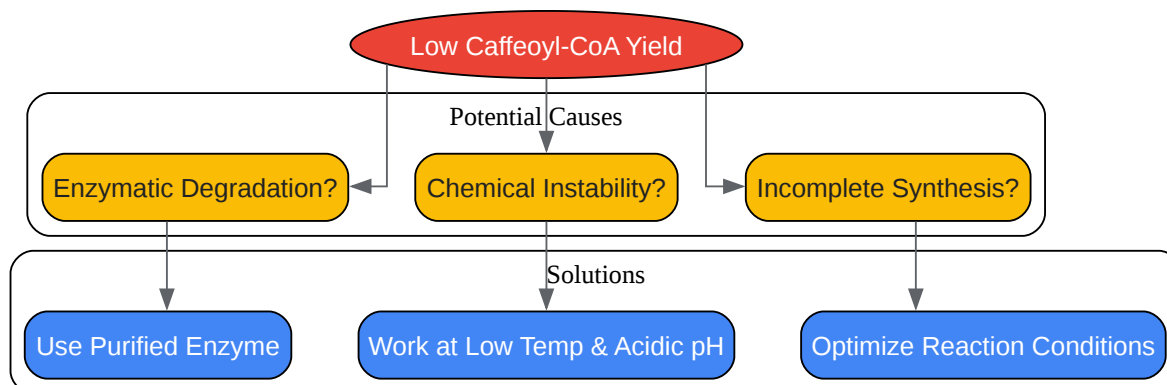 Low Caffeoyl-CoA Yield
Potential Causes
Enzymatic Degradation?
Chemical Instability?
Incomplete Synthesis?
Solutions
Use Purified Enzyme
Work at Low Temp & Acidic pH
Optimize Reaction Conditions